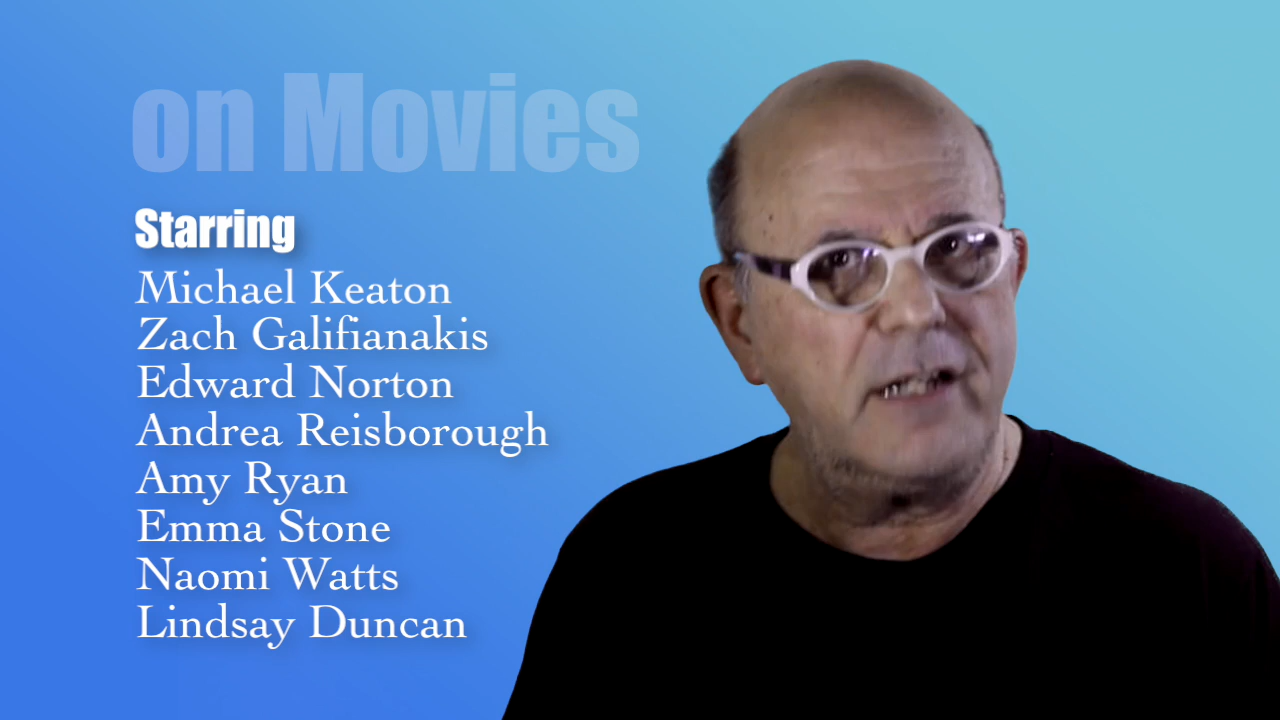 on Movies
Starring
Michael Keaton
Zach Galifianakis
Edward Norton
Andrea Reisborough
Amy Ryan
Emma Stone
Naomi Watts
Lindsay Duncan